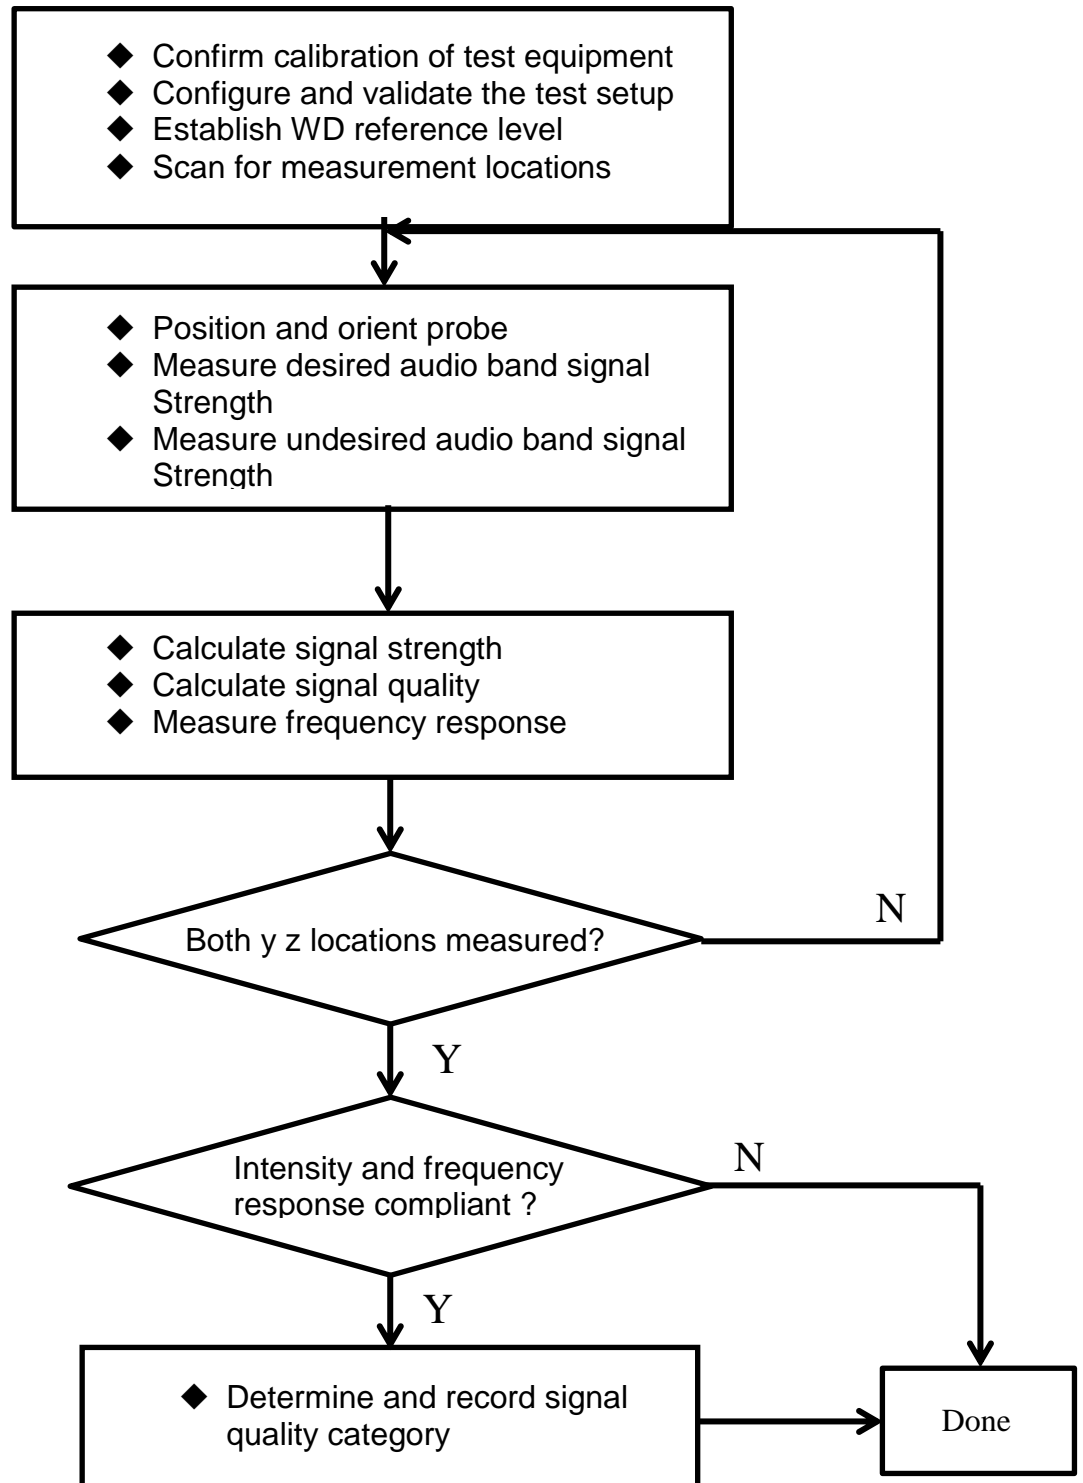 ◆ Confirm calibration of test equipment
◆ Configure and validate the test setup
◆ Establish WD reference level
◆ Scan for measurement locations
◆ Position and orient probe
◆ Measure desired audio band signal
Strength
◆ Measure undesired audio band signal
Strength
◆ Calculate signal strength
◆ Calculate signal quality
◆ Measure frequency response
Both y z locations measured?
N
Y
Intensity and frequency
response compliant ?
N
Y
◆ Determine and record signal
quality category
Done